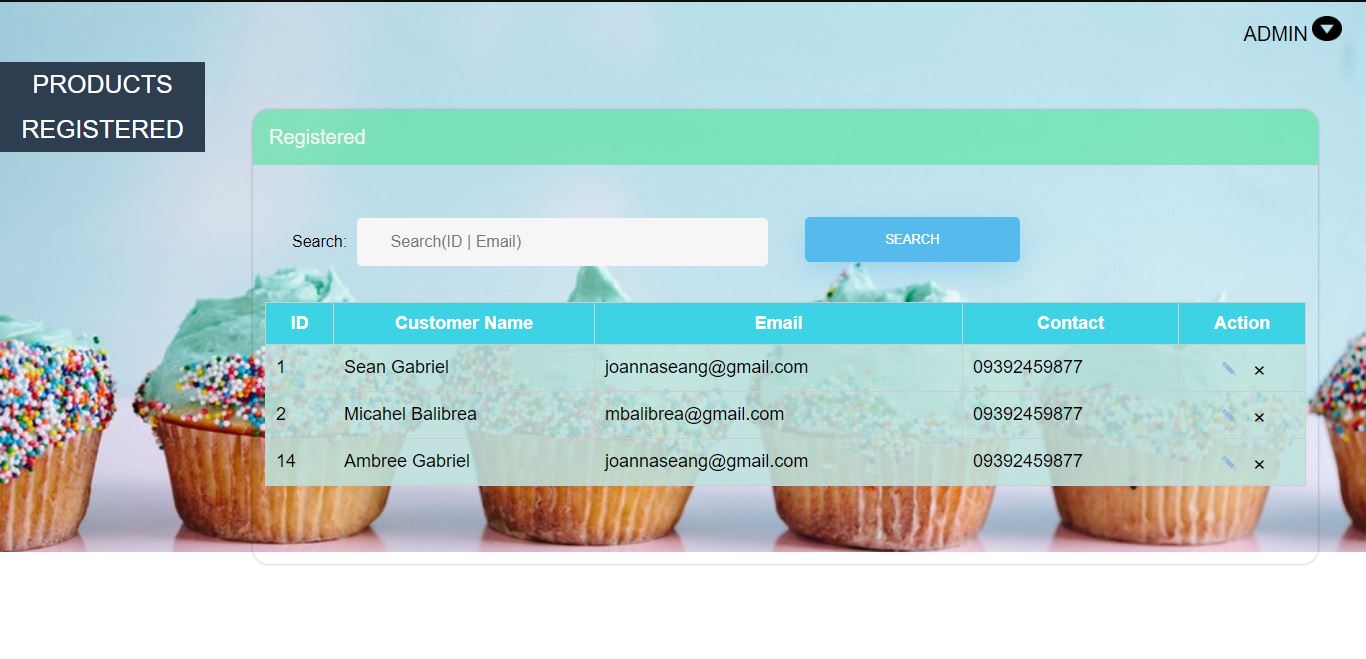 ADMIN
PRODUCTS
REGISTERED
Registered
Search: Search(ID | Email) SEARCH
ID Customer Name Email Contact Action
1 Sean Gabriel joannaseang@gmail.com 09392459877
2 Micahel Balibrea mbalibrea@gmail.com 09392459877
14 Ambree Gabriel joannaseang@gmail.com 09392459877